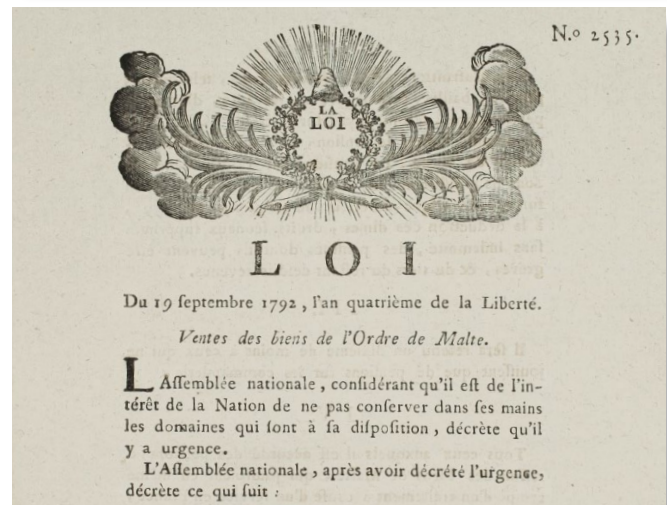 N.º 2535.
LA
LOI
LOI
Du 19 ſeptembre 1792, l'an quatrième de la Liberté.
Ventes des biens de l'Ordre de Malte.
L'Aſſemblée nationale, conſidérant qu'il eſt de l'in-
térêt de la Nation de ne pas conſerver dans ſes mains
les domaines qui ſont à ſa diſpoſition, décrète qu'il
y a urgence.
L'Aſſemblée nationale, après avoir décrété l'urgence,
décrète ce qui ſuit :